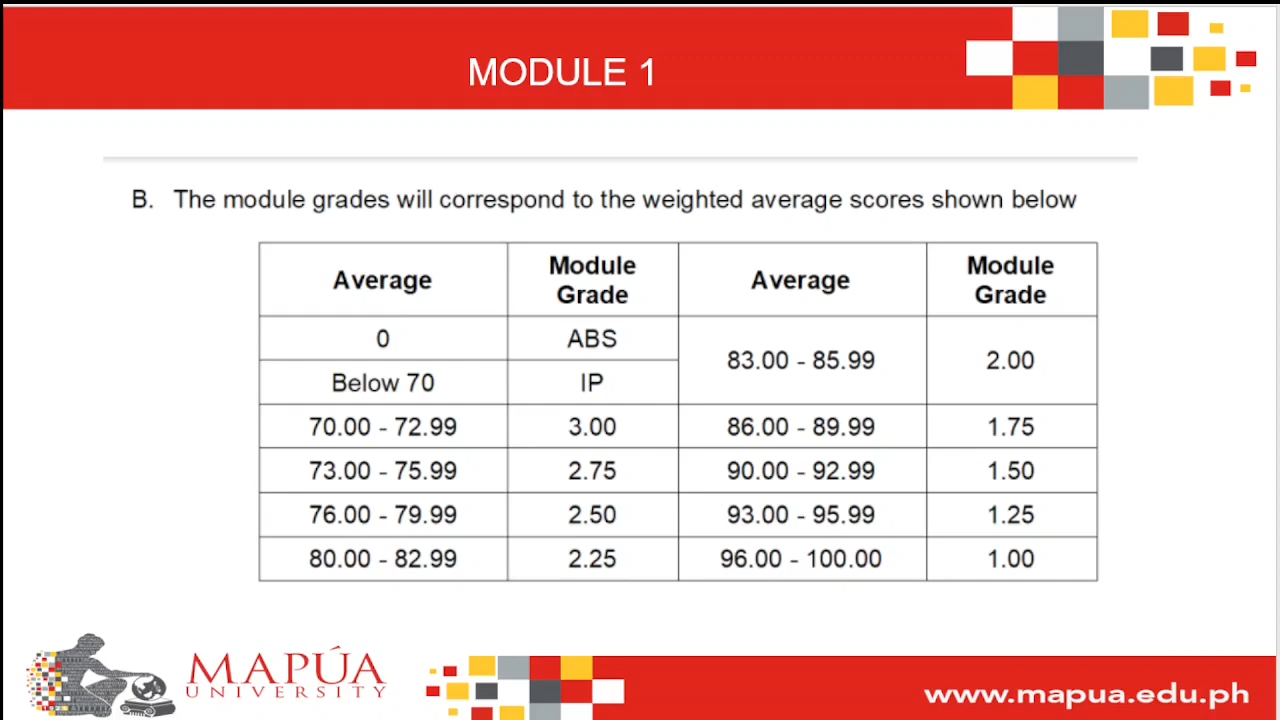 MODULE 1
B. The module grades will correspond to the weighted average scores shown below
Average Module Grade Average Module Grade
0 ABS 83.00 - 85.99 2.00
Below 70 IP
70.00 - 72.99 3.00 86.00 - 89.99 1.75
73.00 - 75.99 2.75 90.00 - 92.99 1.50
76.00 - 79.99 2.50 93.00 - 95.99 1.25
80.00 - 82.99 2.25 96.00 - 100.00 1.00
MAPÚA
UNIVERSITY
www.mapua.edu.ph